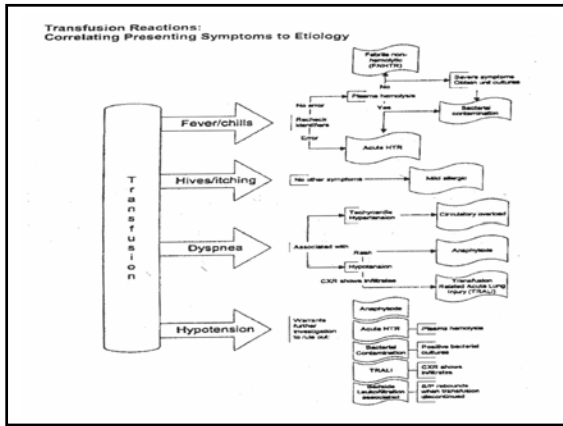 Transfusion Reactions:
Correlating Presenting Symptoms to Etiology
Transfusion
Fever/chills
No error
Recheck
identifiers
Error
Plasma hemolysis
No
Yes
Febrile non-
hemolytic
(FNHTR)
Severe symptoms
Obtain unit cultures
Bacterial
contamination
Acute HTR
Hives/itching
No other symptoms
Mild allergic
Dyspnea
Associated with
Tachycardia
Hypertension
Circulatory overload
Rash
Hypotension
CXR shows infiltrates
Anaphylaxis
Transfusion
Related Acute Lung
Injury (TRALI)
Hypotension
Warrants
further
investigation
to rule out:
Anaphylaxis
Acute HTR
Plasma hemolysis
Bacterial
Contamination
Positive bacterial
cultures
TRALI
CXR shows
infiltrates
Bedside
Leukofiltration
associated
B/P rebounds
when transfusion
discontinued